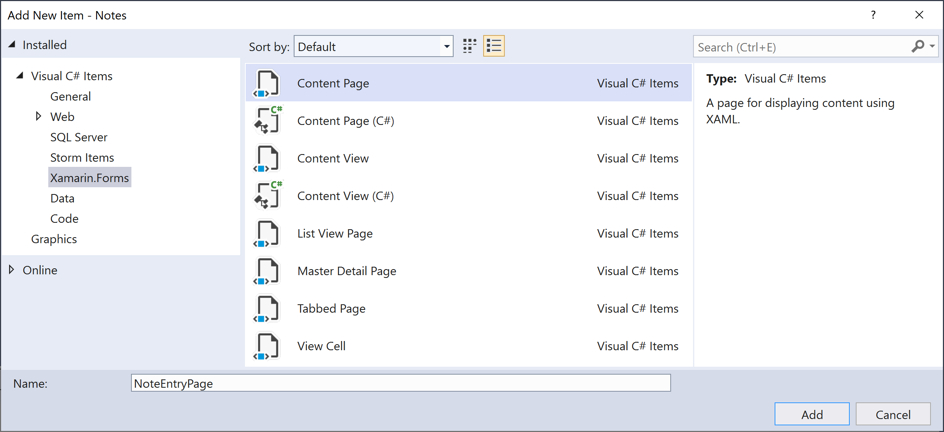 Add New Item - Notes
?
Installed
Sort by: Default
Search (Ctrl+E)
Visual C# Items
General
Web
SQL Server
Storm Items
Xamarin.Forms
Data
Code
Graphics
Online
Content Page Visual C# Items
C# Content Page (C#) Visual C# Items
Content View Visual C# Items
C# Content View (C#) Visual C# Items
List View Page Visual C# Items
Master Detail Page Visual C# Items
Tabbed Page Visual C# Items
View Cell Visual C# Items
Type: Visual C# Items
A page for displaying content using
XAML.
Name: NoteEntryPage
Add Cancel